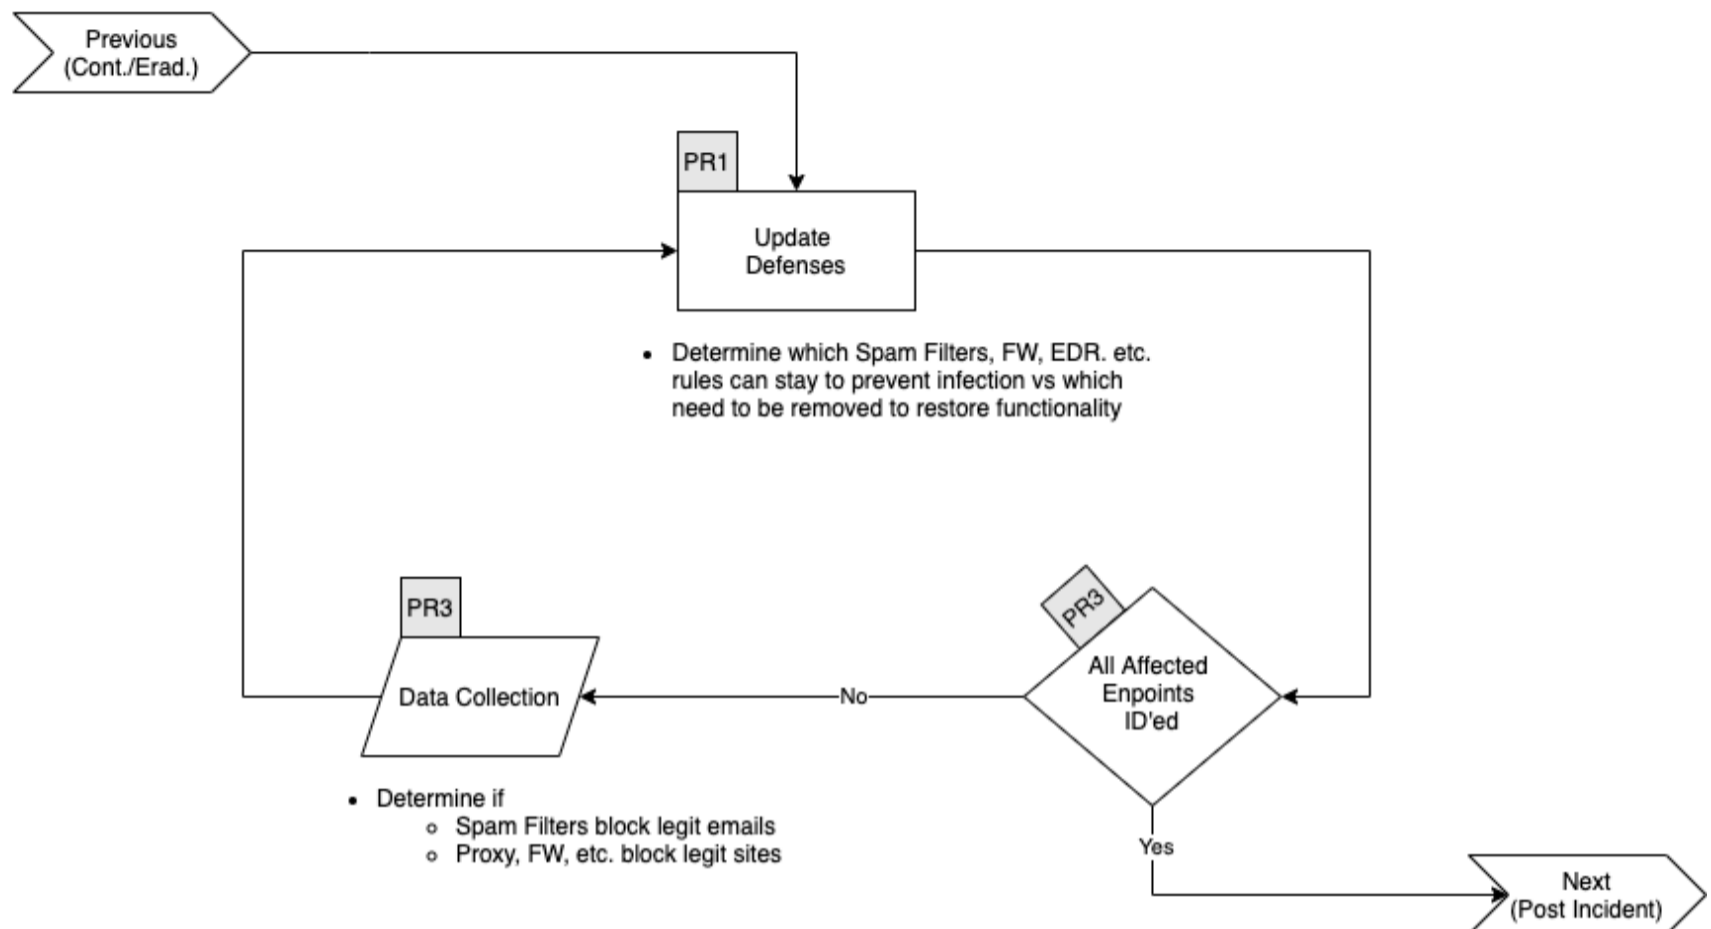 Previous
(Cont./Erad.)
PR1
Update
Defenses
• Determine which Spam Filters, FW, EDR. etc.
rules can stay to prevent infection vs which
need to be removed to restore functionality
PR3
All Affected
Enpoints
ID'ed
No
PR3
Data Collection
• Determine if
○ Spam Filters block legit emails
○ Proxy, FW, etc. block legit sites
Yes
Next
(Post Incident)